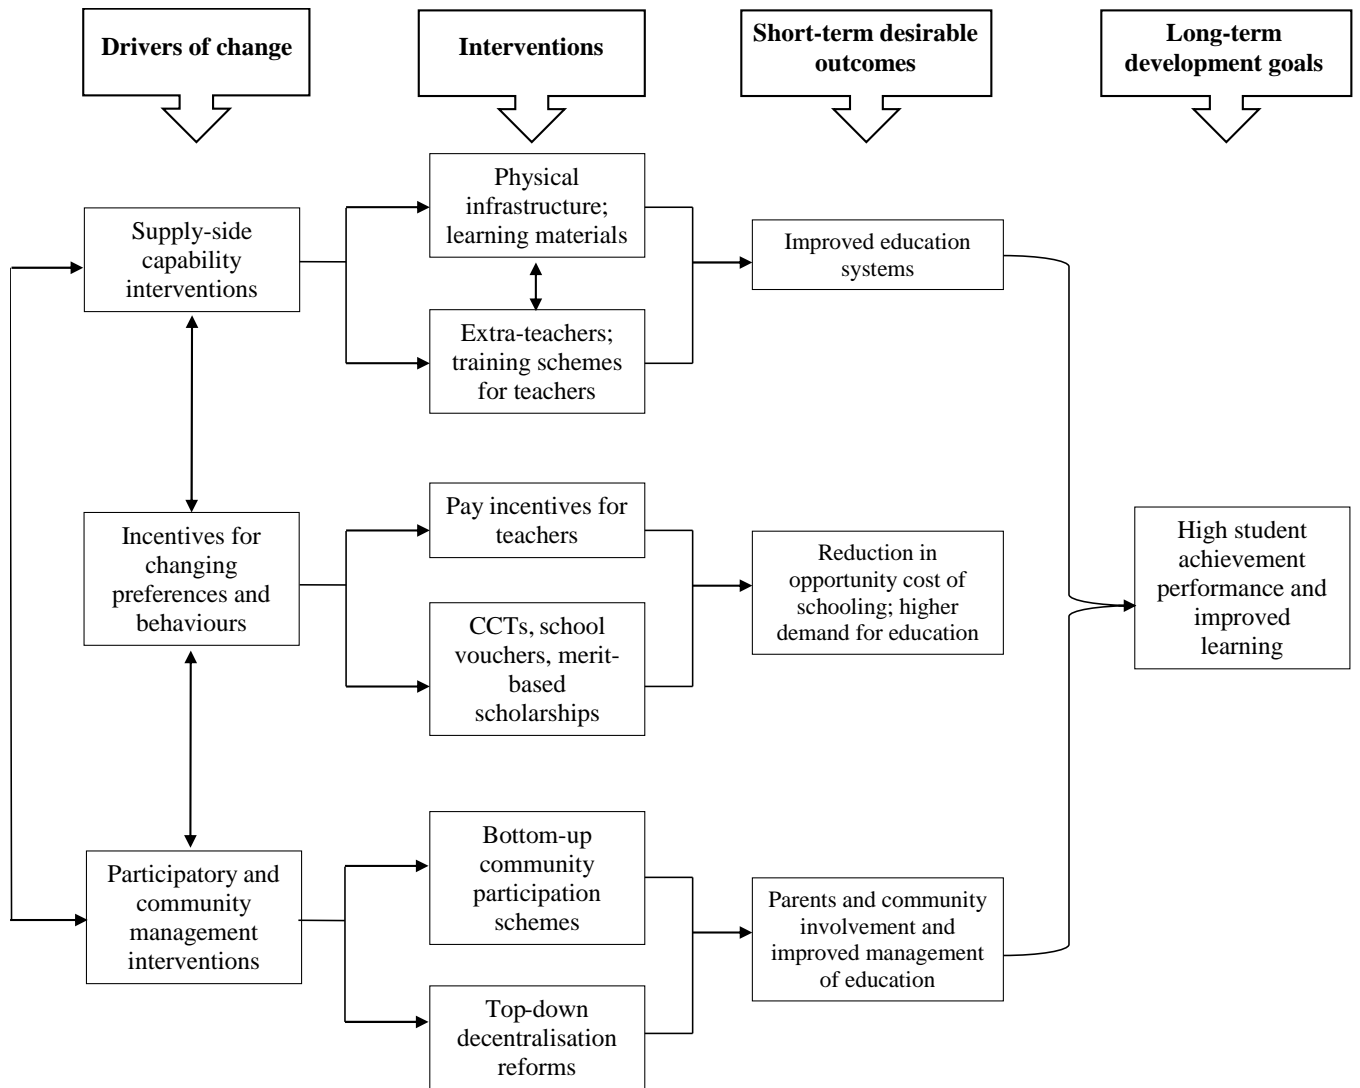 Drivers of change
Interventions
Short-term desirable
outcomes
Long-term
development goals
Supply-side
capability
interventions
Physical
infrastructure;
learning materials
Extra-teachers;
training schemes
for teachers
Improved education
systems
Incentives for
changing
preferences and
behaviours
Pay incentives for
teachers
CCTs, school
vouchers, merit-
based
scholarships
Reduction in
opportunity cost of
schooling; higher
demand for education
High student
achievement
performance and
improved
learning
Participatory and
community
management
interventions
Bottom-up
community
participation
schemes
Top-down
decentralisation
reforms
Parents and community
involvement and
improved management
of education